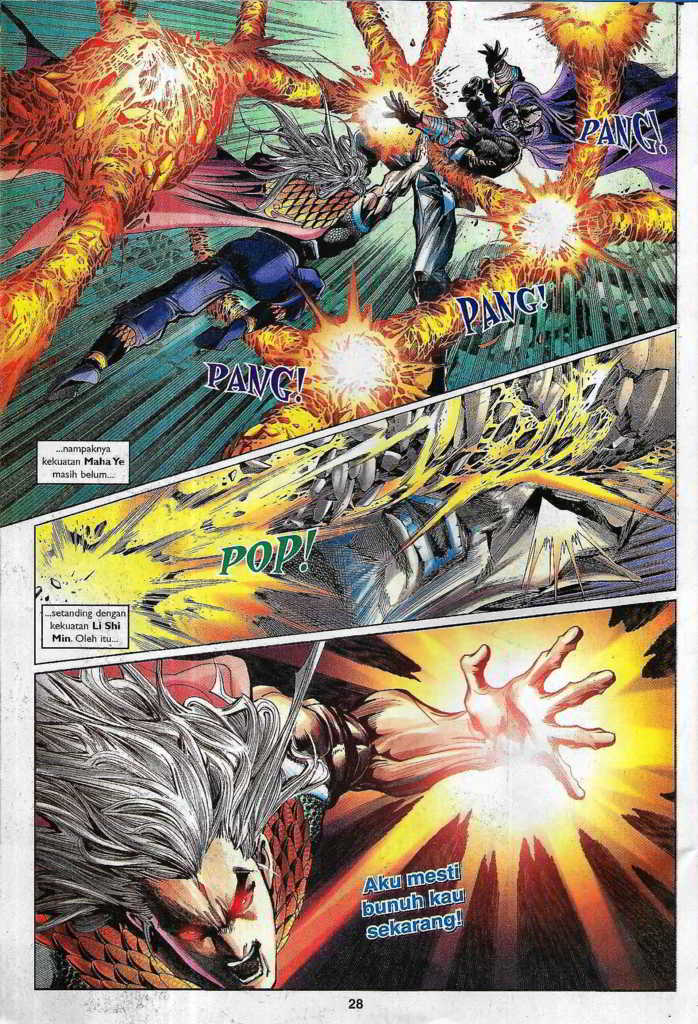 PANG!
PANG!
PANG!
...nampaknya
kekuatan Maha Ye
masih belum...
POP!
...setanding dengan
kekuatan Li Shi
Min. Oleh itu...
Aku mesti
bunuh kau
sekarang!
28